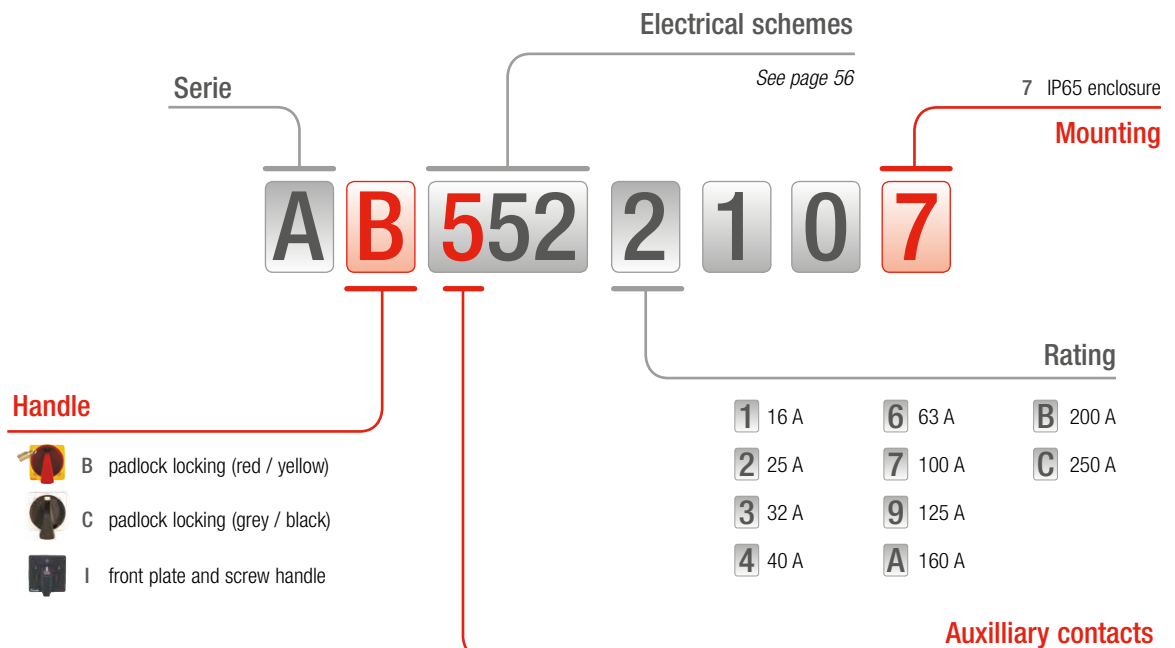 Electrical schemes
See page 56
Serie
7 IP65 enclosure
Mounting
A B 552 2 1 0 7
Rating
Handle
1 16 A 6 63 A B 200 A
B padlock locking (red / yellow)
2 25 A 7 100 A C 250 A
C padlock locking (grey / black)
3 32 A 9 125 A
4 40 A A 160 A
I front plate and screw handle
Auxilliary contacts